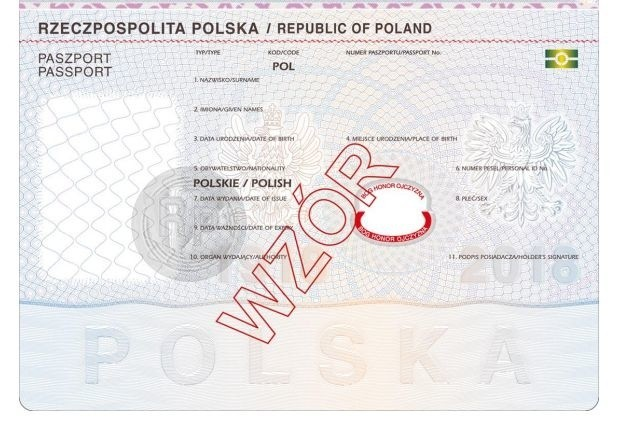 RZECZPOSPOLITA POLSKA / REPUBLIC OF POLAND
PASZPORT
PASSPORT
TYP/TYPE KOD/CODE NUMER PASZPORTU/PASSPORT No.
POL
1. NAZWISKO/SURNAME
2. IMIONA/GIVEN NAMES
3. DATA URODZENIA/DATE OF BIRTH 4. MIEJSCE URODZENIA/PLACE OF BIRTH
5. OBYWATELSTWO/NATIONALITY 6. NUMER PESEL/PERSONAL ID No.
POLSKIE / POLISH
7. DATA WYDANIA/DATE OF ISSUE 8. PŁEĆ/SEX
BÓG HONOR OJCZYZNA
9. DATA WAŻNOŚCI/DATE OF EXPIRY
BÓG HONOR OJCZYZNA
10. ORGAN WYDAJĄCY/AUTHORITY 11. PODPIS POSIADACZA/HOLDER'S SIGNATURE
WZÓR
2018
POLSKA